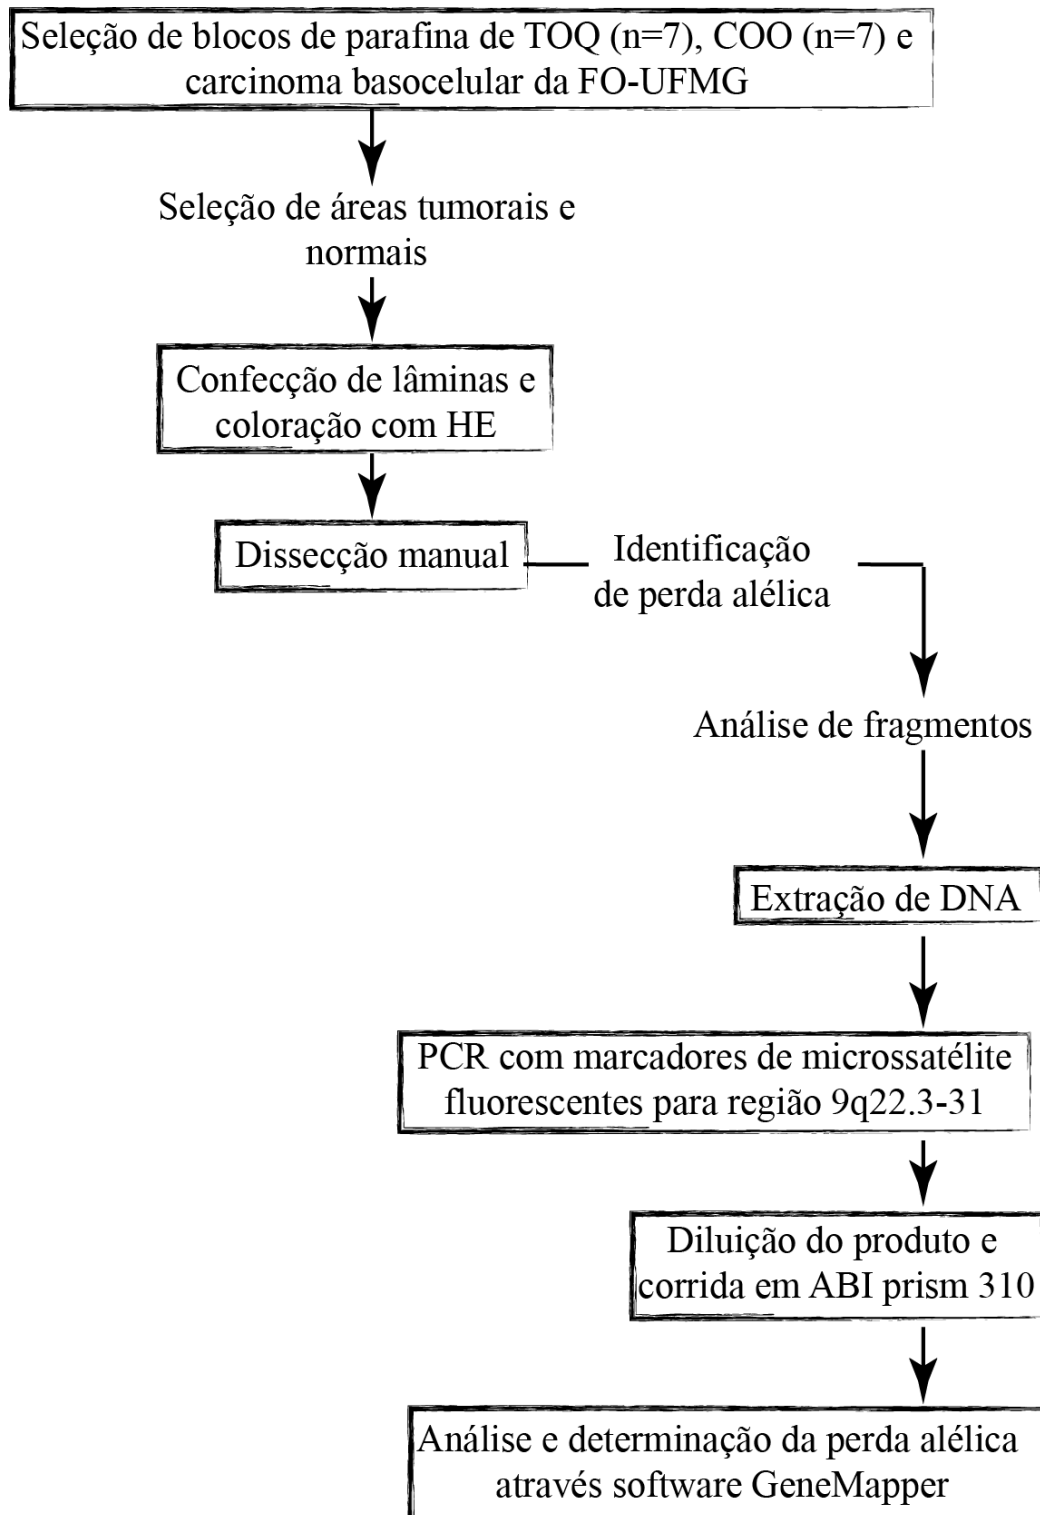 Seleção de blocos de parafina de TOQ (n=7), COO (n=7) e
carcinoma basocelular da FO-UFMG
Seleção de áreas tumorais e
normais
Confecção de lâminas e
coloração com HE
Dissecção manual
Identificação
de perda alélica
Análise de fragmentos
Extração de DNA
PCR com marcadores de microssatélite
fluorescentes para região 9q22.3-31
Diluição do produto e
corrida em ABI prism 310
Análise e determinação da perda alélica
através software GeneMapper